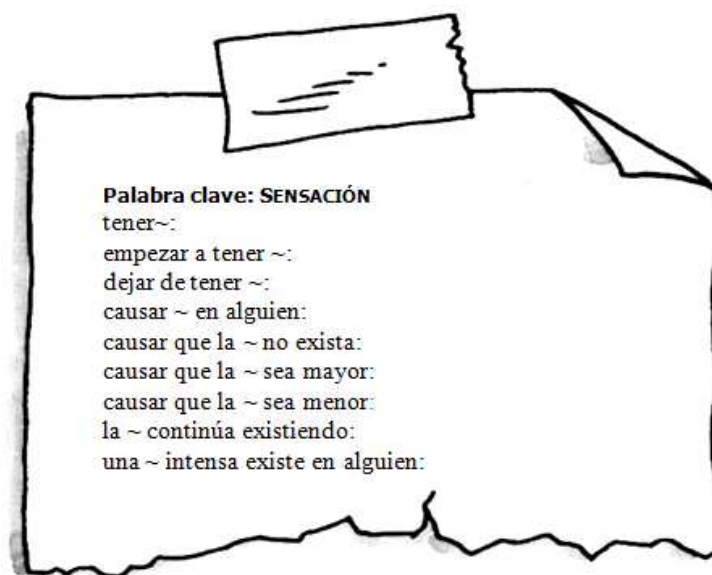 Palabra clave: SENSACIÓN
tener~:
empezar a tener ~:
dejar de tener ~:
causar ~ en alguien:
causar que la ~ no exista:
causar que la ~ sea mayor:
causar que la ~ sea menor:
la ~ continúa existiendo:
una ~ intensa existe en alguien: